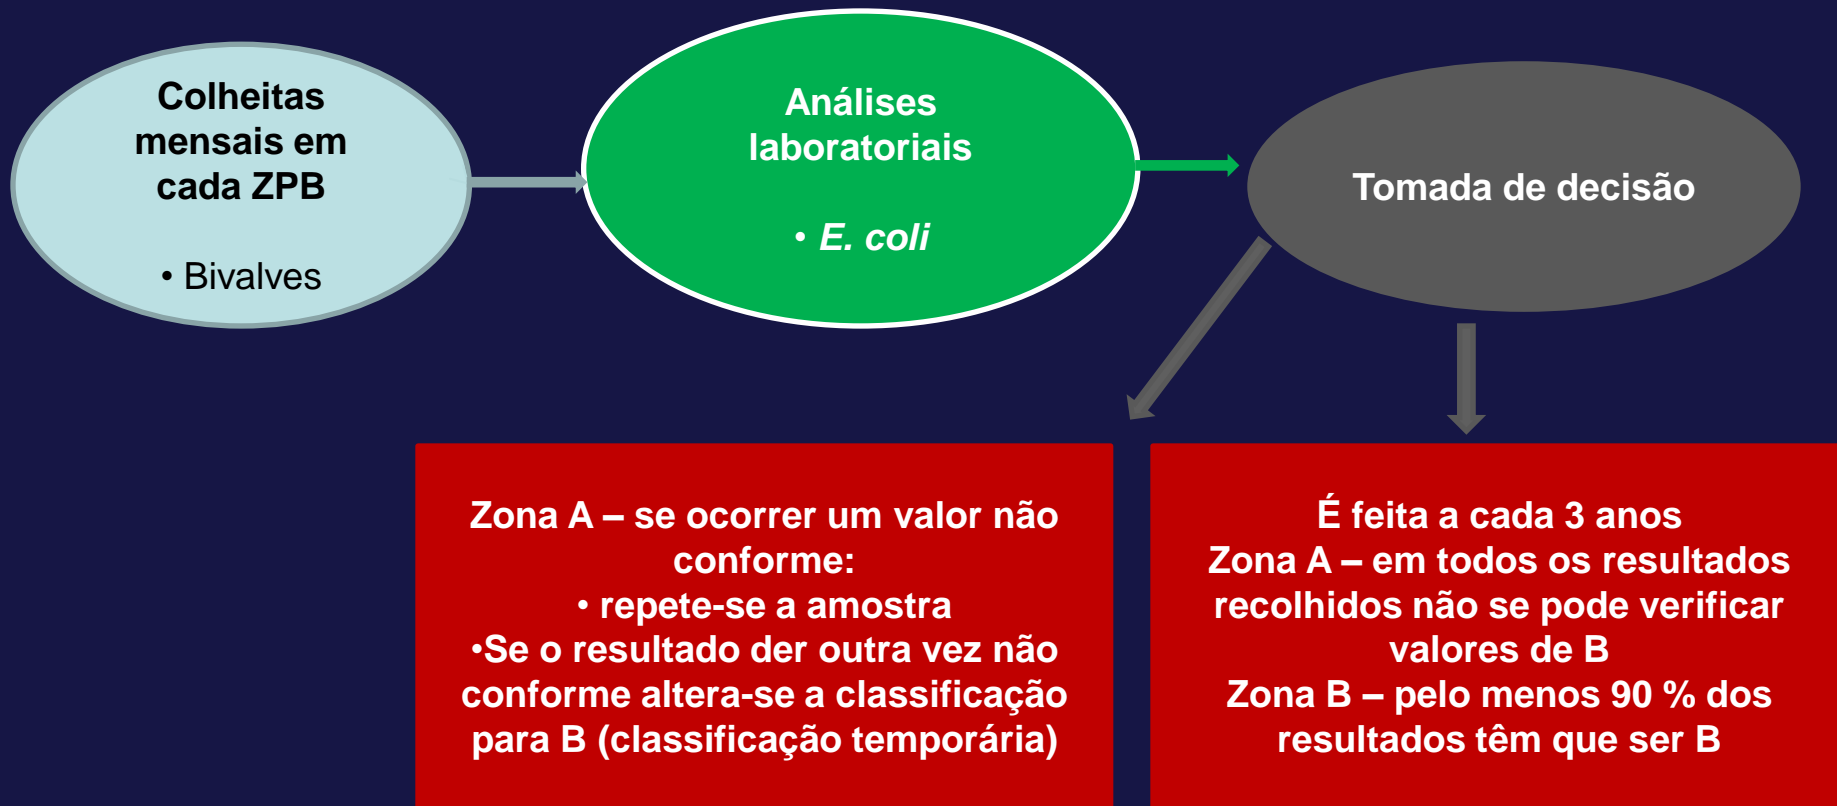 Colheitas
mensais em
cada ZPB
• Bivalves
Análises
laboratoriais
• E. coli
Tomada de decisão
Zona A – se ocorrer um valor não
conforme:
• repete-se a amostra
•Se o resultado der outra vez não
conforme altera-se a classificação
para B (classificação temporária)
É feita a cada 3 anos
Zona A – em todos os resultados
recolhidos não se pode verificar
valores de B
Zona B – pelo menos 90 % dos
resultados têm que ser B